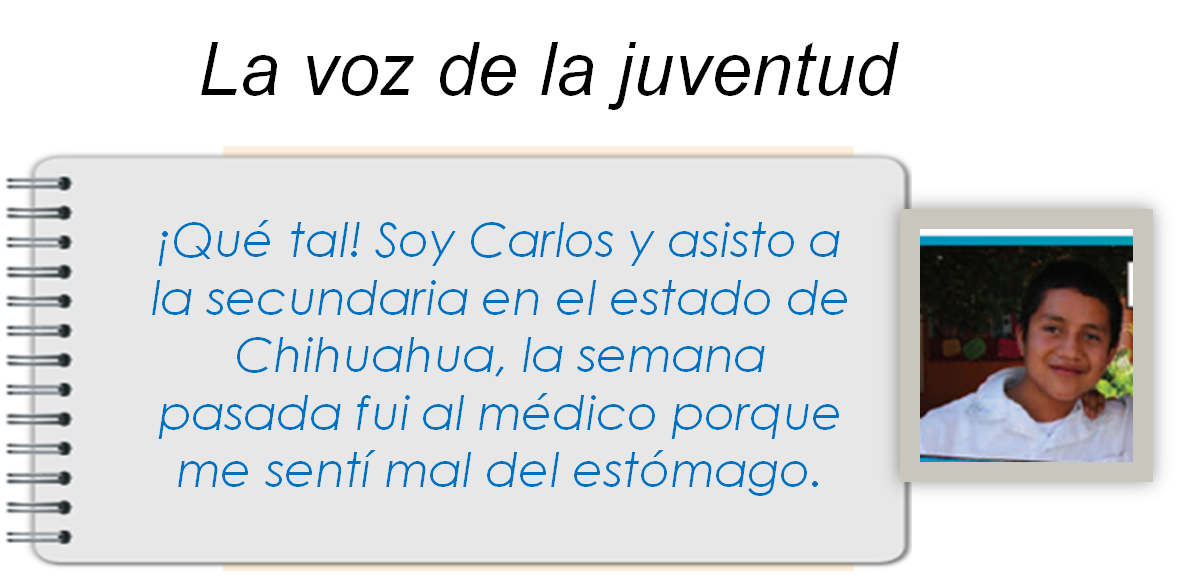 La voz de la juventud
¡Qué tal! Soy Carlos y asisto a
la secundaria en el estado de
Chihuahua, la semana
pasada fui al médico porque
me sentí mal del estómago.